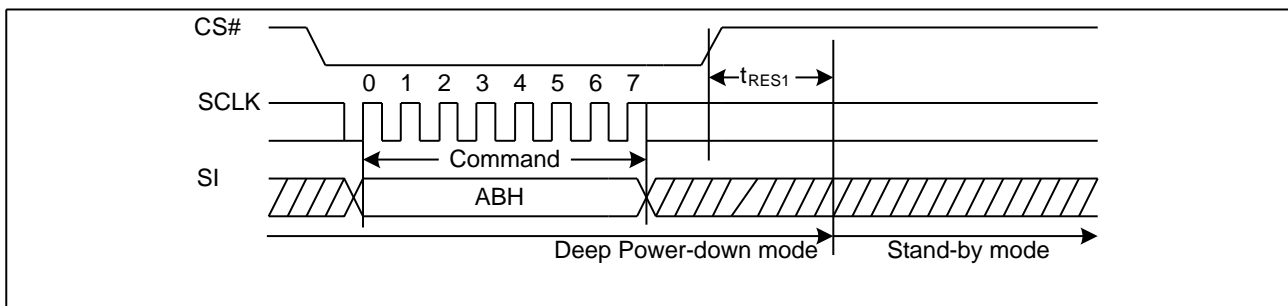 CS#
tRES1
0 1 2 3 4 5 6 7
SCLK
Command
SI
ABH
Deep Power-down mode Stand-by mode